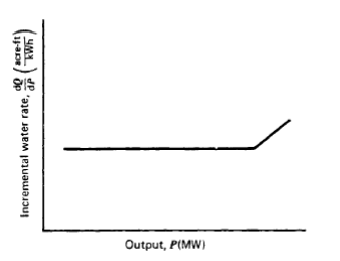 Incremental water rate, dQ/dP (acre-ft/kWh)
Output, P(MW)